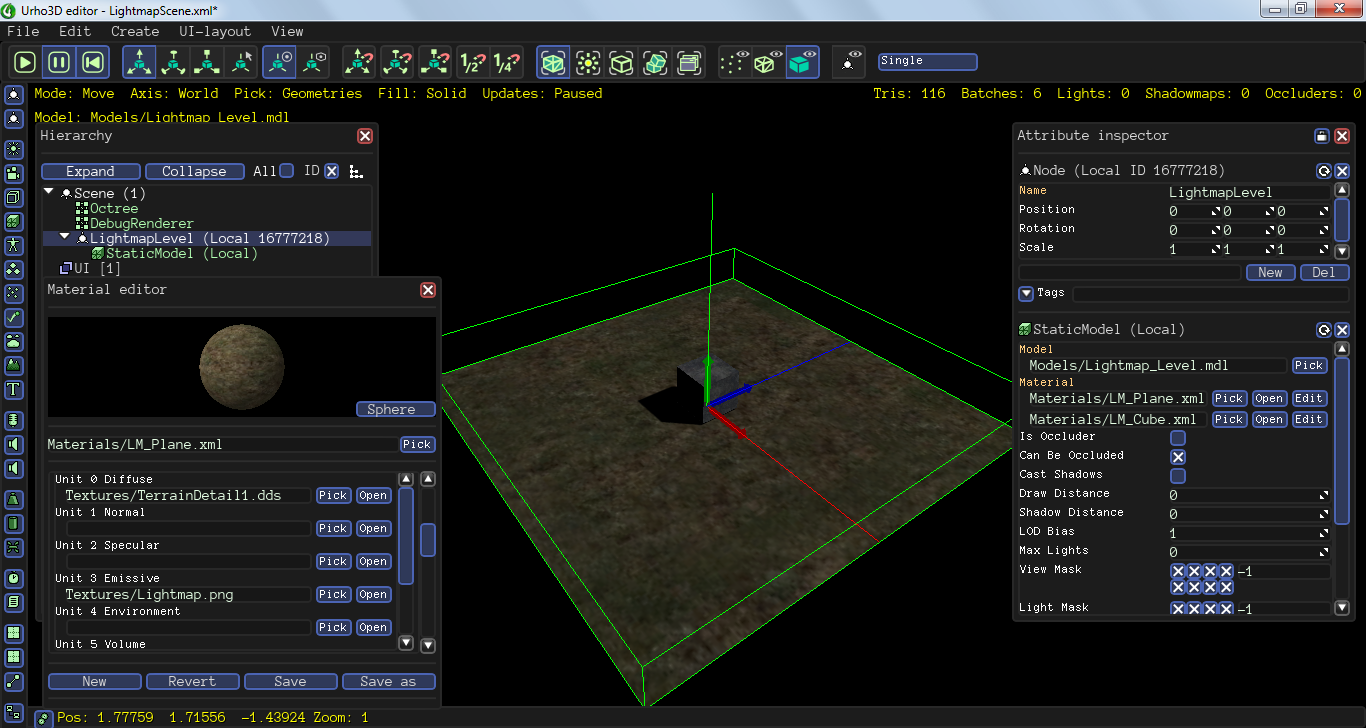 Urho3D editor - LightmapScene.xml*
File Edit Create UI-layout View
1/2? 1/4? Single
Mode: Move Axis: World Pick: Geometries Fill: Solid Updates: Paused
Tris: 116 Batches: 6 Lights: 0 Shadowmaps: 0 Occluders: 0
Model: Models/Lightmap_Level.mdl
Hierarchy
Expand Collapse All ID
Scene (1)
Octree
DebugRenderer
LightmapLevel (Local 16777218)
StaticModel (Local)
UI [1]
Material editor
Sphere
Materials/LM_Plane.xml Pick
Unit 0 Diffuse
Textures/TerrainDetail1.dds Pick Open
Unit 1 Normal
Pick Open
Unit 2 Specular
Pick Open
Unit 3 Emissive
Textures/Lightmap.png Pick Open
Unit 4 Environment
Pick Open
Unit 5 Volume
New Revert Save Save as
Attribute inspector
Node (Local ID 16777218)
Name LightmapLevel
Position 0 0 0
Rotation 0 0 0
Scale 1 1 1
New Del
Tags
StaticModel (Local)
Model
Models/Lightmap_Level.mdl Pick
Material
Materials/LM_Plane.xml Pick Open Edit
Materials/LM_Cube.xml Pick Open Edit
Is Occluder
Can Be Occluded
Cast Shadows
Draw Distance 0
Shadow Distance 0
LOD Bias 1
Max Lights 0
View Mask -1
Light Mask -1
T
Pos: 1.77759 1.71556 -1.43924 Zoom: 1